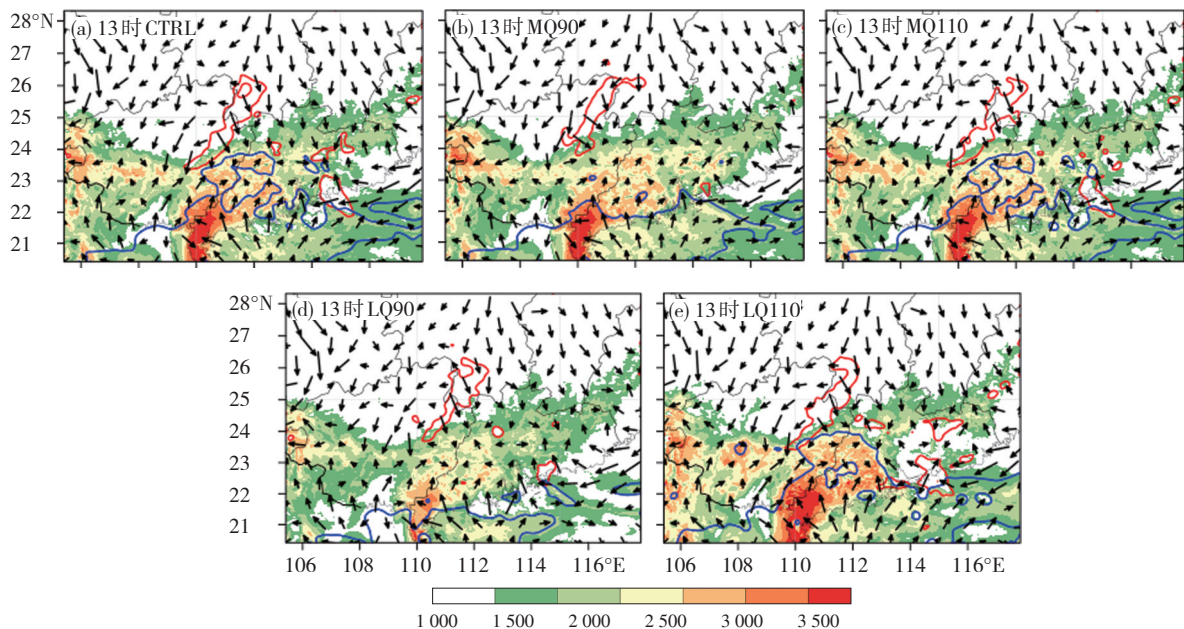 28°N
(a) 13时 CTRL
(b) 13时 MQ90
(c) 13时 MQ110
27
26
25
24
23
22
21
28°N
(d) 13时 LQ90
(e) 13时 LQ110
27
26
25
24
23
22
21
106 108 110 112 114 116°E
106 108 110 112 114 116°E
1 000 1 500 2 000 2 500 3 000 3 500